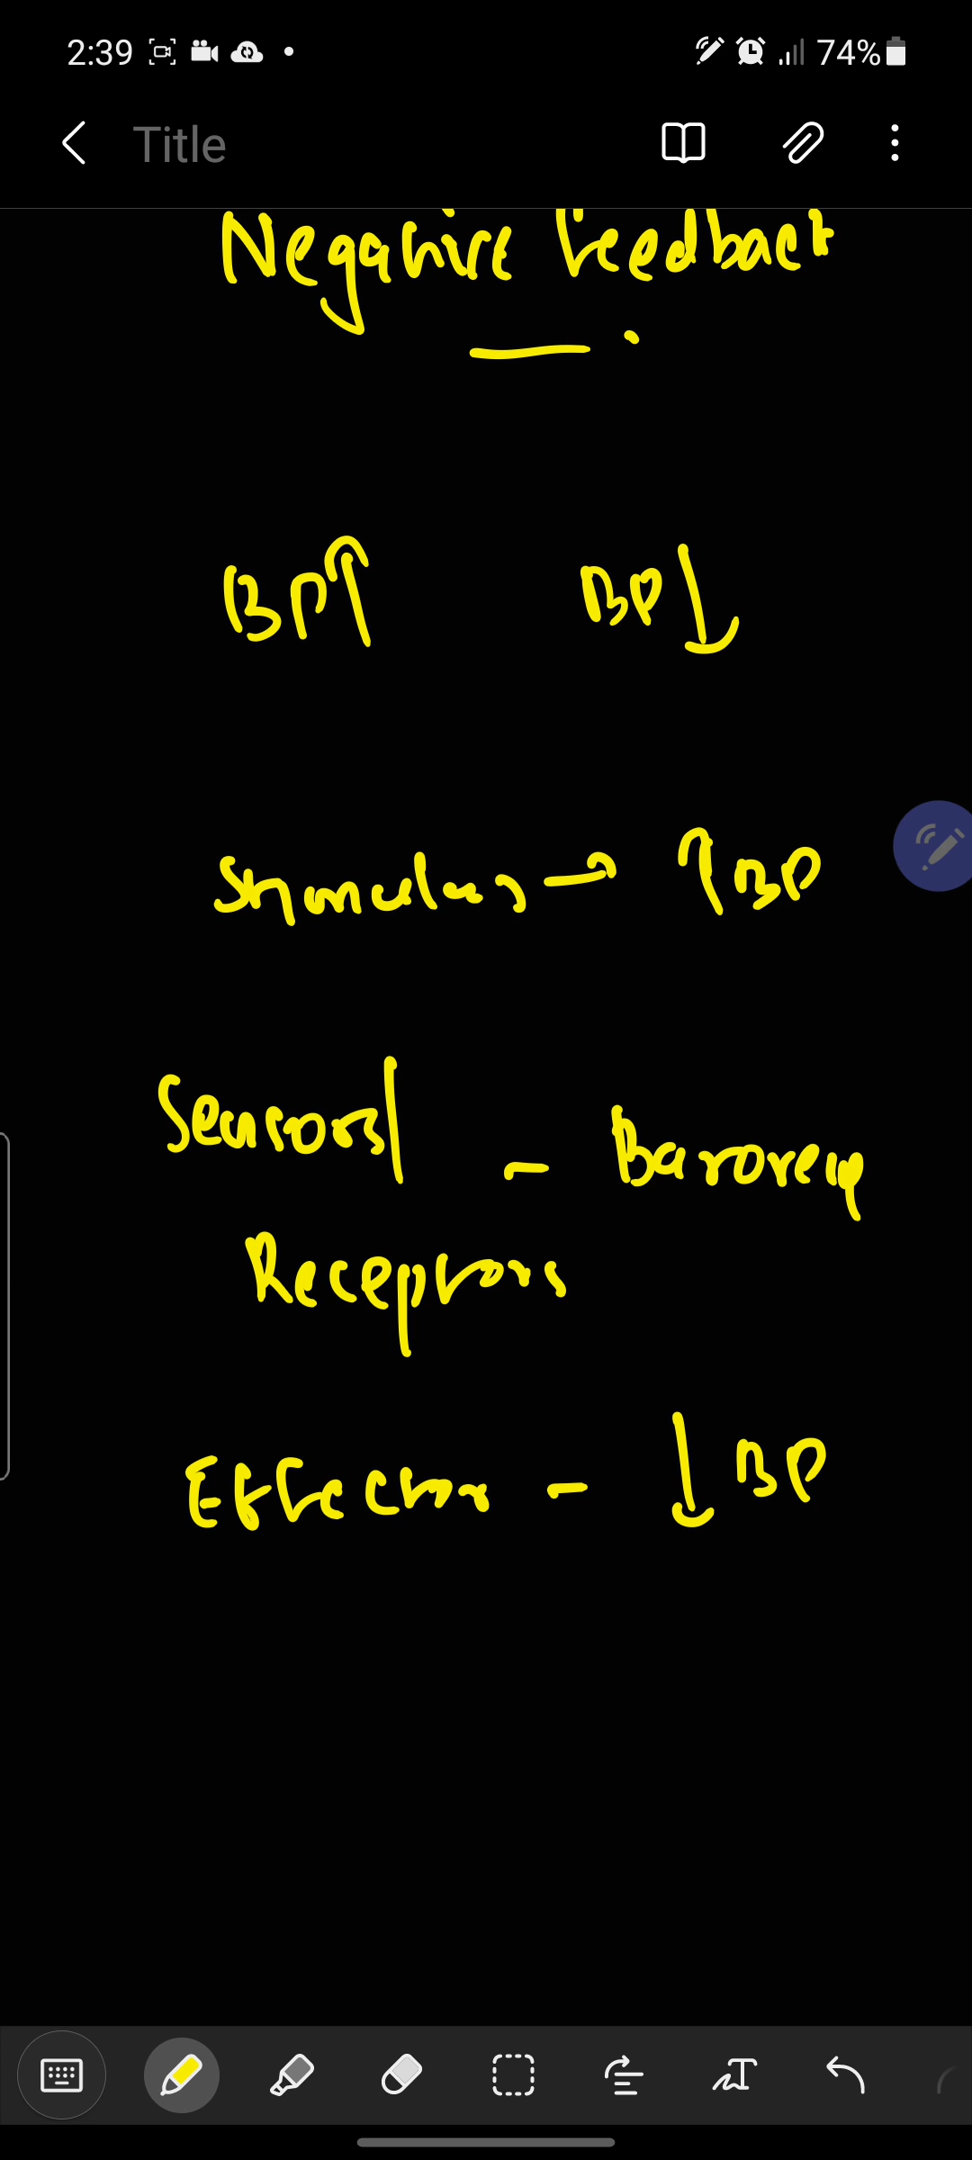 2:39 74%
Title
Negative feedback
BP↑ BP↓
Stimulus → ↑BP
Sensors/ - Barorecep
Receptors
Effector - ↓BP